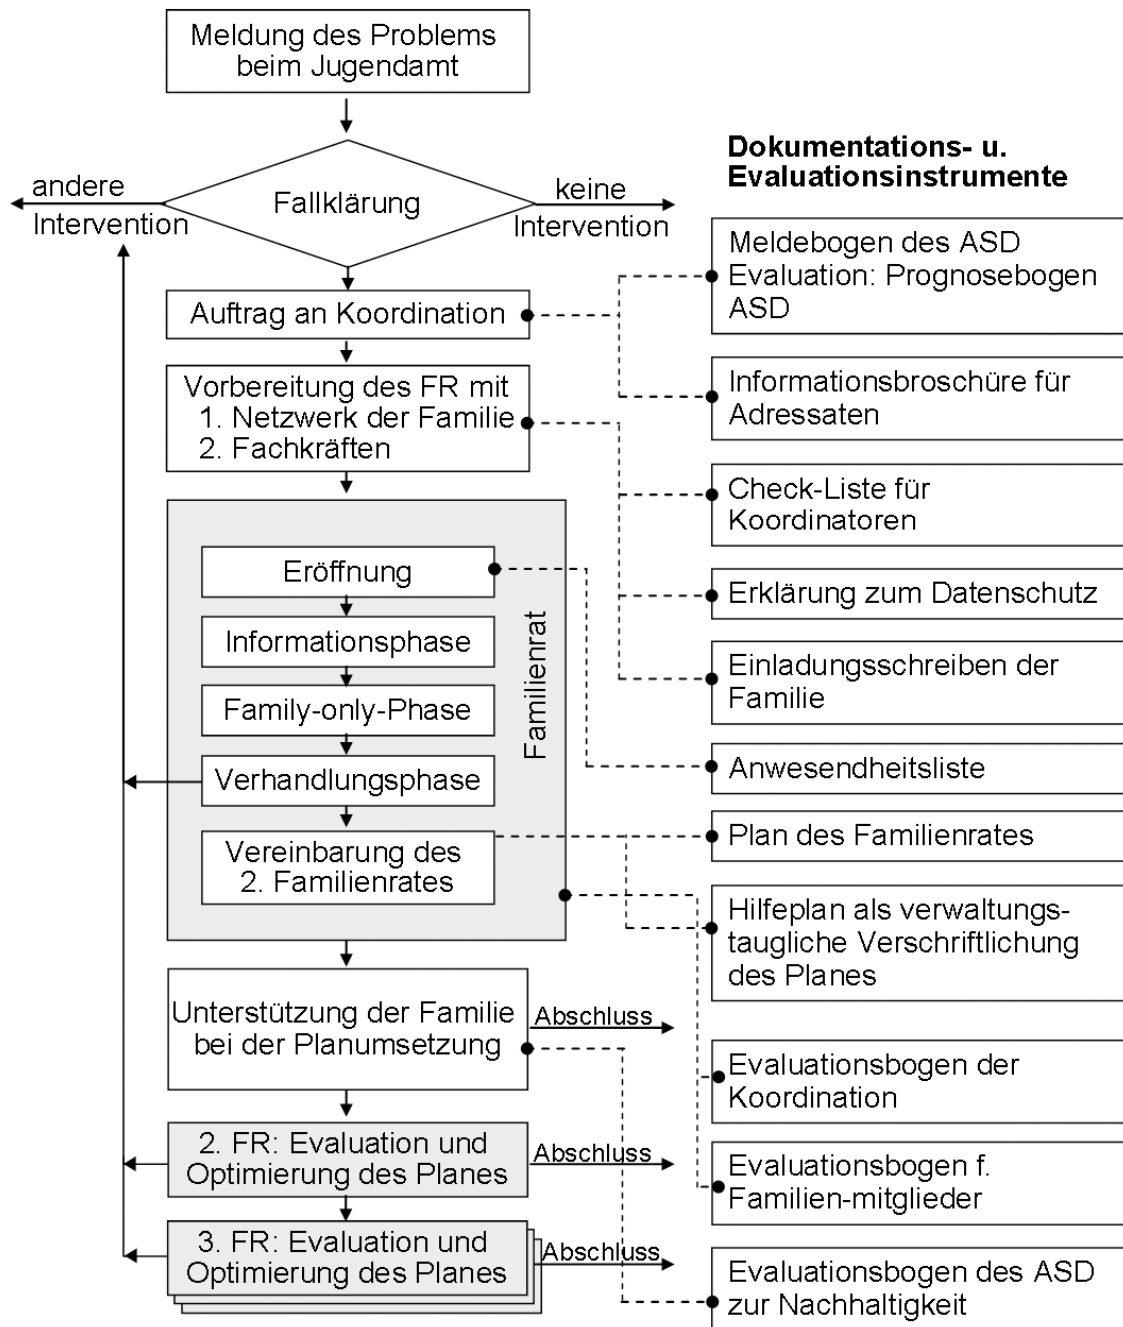 Meldung des Problems
beim Jugendamt
andere
Intervention
Fallklärung
keine
Intervention
Auftrag an Koordination
Vorbereitung des FR mit
1. Netzwerk der Familie
2. Fachkräften
Eröffnung
Informationsphase
Family-only-Phase
Verhandlungsphase
Vereinbarung des
2. Familienrates
Familienrat
Unterstützung der Familie
bei der Planumsetzung
Abschluss
2. FR: Evaluation und
Optimierung des Planes
Abschluss
3. FR: Evaluation und
Optimierung des Planes
Abschluss
Dokumentations- u.
Evaluationsinstrumente
Meldebogen des ASD
Evaluation: Prognosebogen
ASD
Informationsbroschüre für
Adressaten
Check-Liste für
Koordinatoren
Erklärung zum Datenschutz
Einladungsschreiben der
Familie
Anwesendheitsliste
Plan des Familienrates
Hilfeplan als verwaltungs-
taugliche Verschriftlichung
des Planes
Evaluationsbogen der
Koordination
Evaluationsbogen f.
Familien-mitglieder
Evaluationsbogen des ASD
zur Nachhaltigkeit